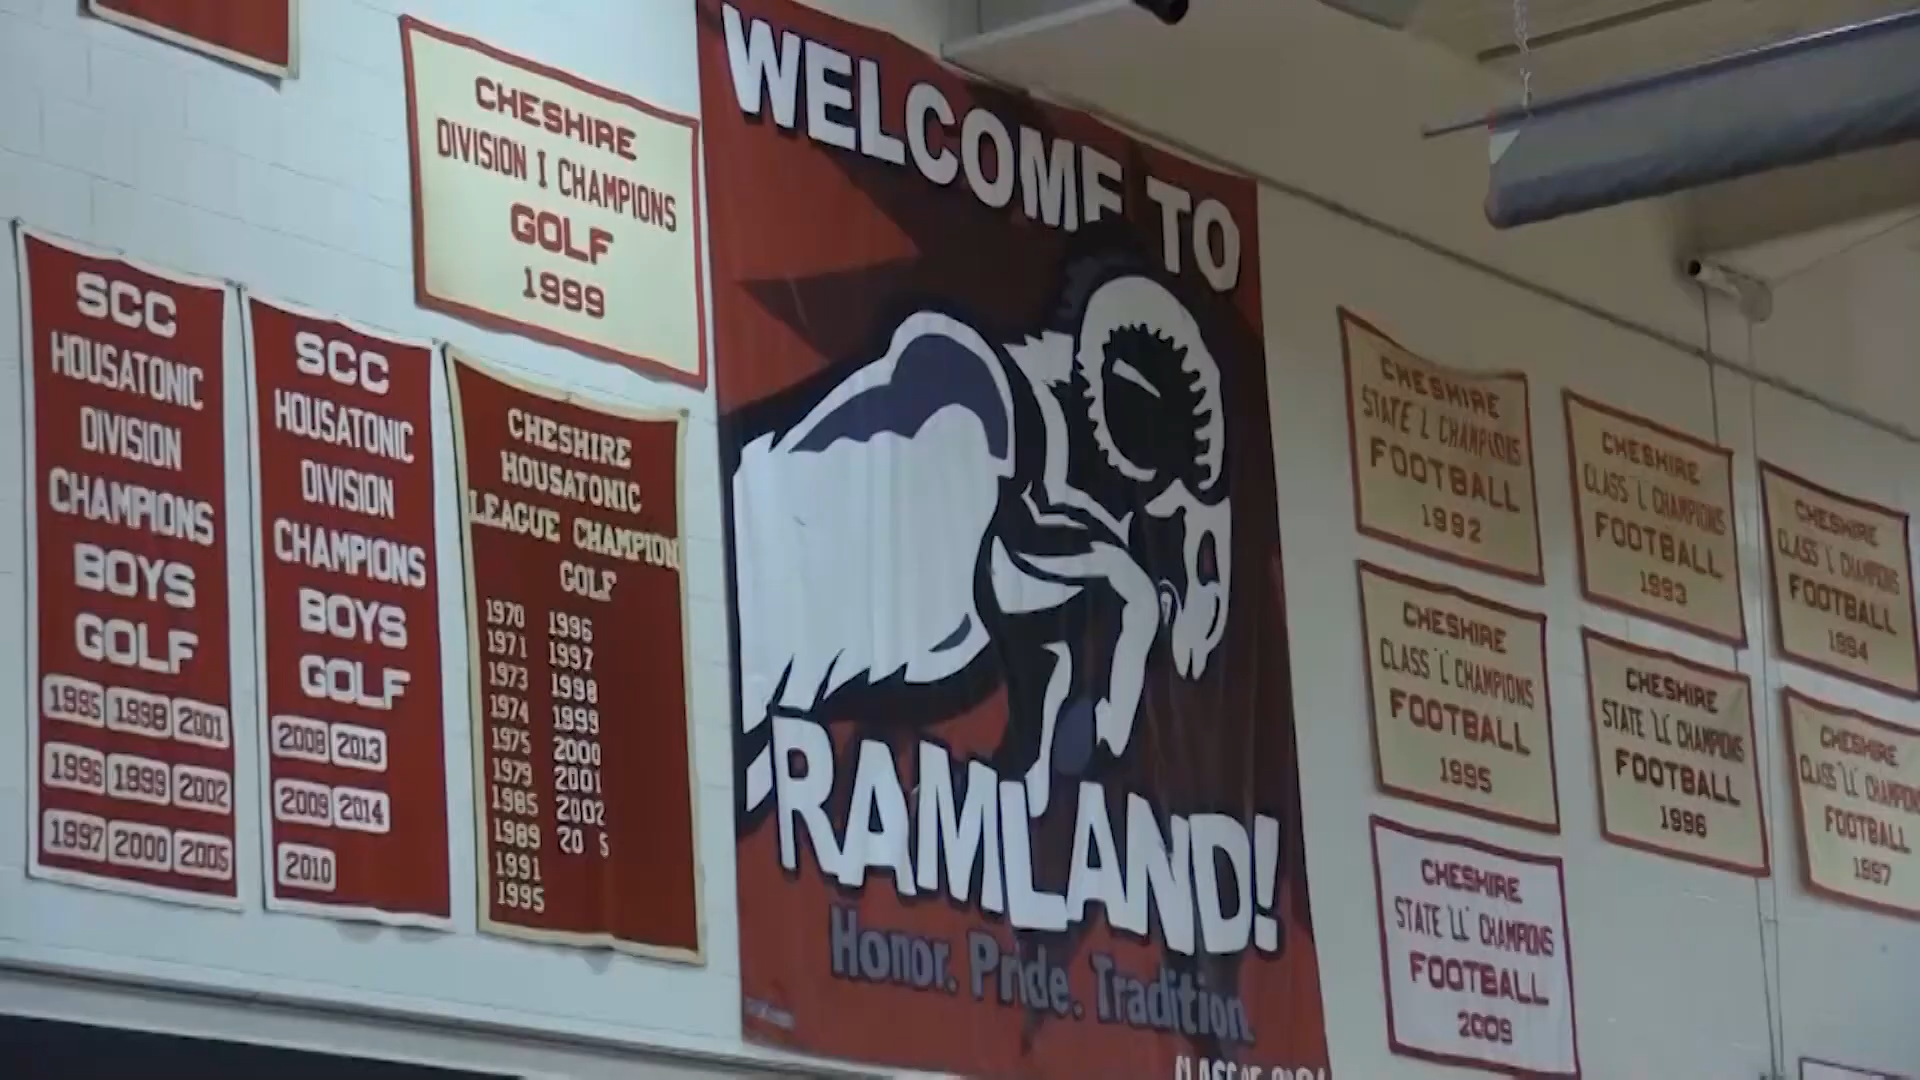 CHESHIRE
DIVISION I CHAMPIONS
GOLF
1999
SCC
HOUSATONIC
DIVISION
CHAMPIONS
BOYS
GOLF
1995 1998 2001
1996 1999 2002
1997 2000 2005
SCC
HOUSATONIC
DIVISION
CHAMPIONS
BOYS
GOLF
2008 2013
2009 2014
2010
CHESHIRE
HOUSATONIC
LEAGUE CHAMPION
GOLF
1970 1996
1971 1997
1973 1998
1974 1999
1975 2000
1979 2001
1985 2002
1989 20 5
1991
1995
WELCOME TO
RAMLAND!
Honor. Pride. Tradition.
CLASS OF
CHESHIRE
STATE L CHAMPIONS
FOOTBALL
1992
CHESHIRE
CLASS "L" CHAMPIONS
FOOTBALL
1993
CHESHIRE
CLASS "L" CHAMPIONS
FOOTBALL
1994
CHESHIRE
CLASS "L" CHAMPIONS
FOOTBALL
1995
CHESHIRE
STATE "LL" CHAMPIONS
FOOTBALL
1996
CHESHIRE
CLASS "LL" CHAMPIONS
FOOTBALL
1997
CHESHIRE
STATE "LL" CHAMPIONS
FOOTBALL
2009